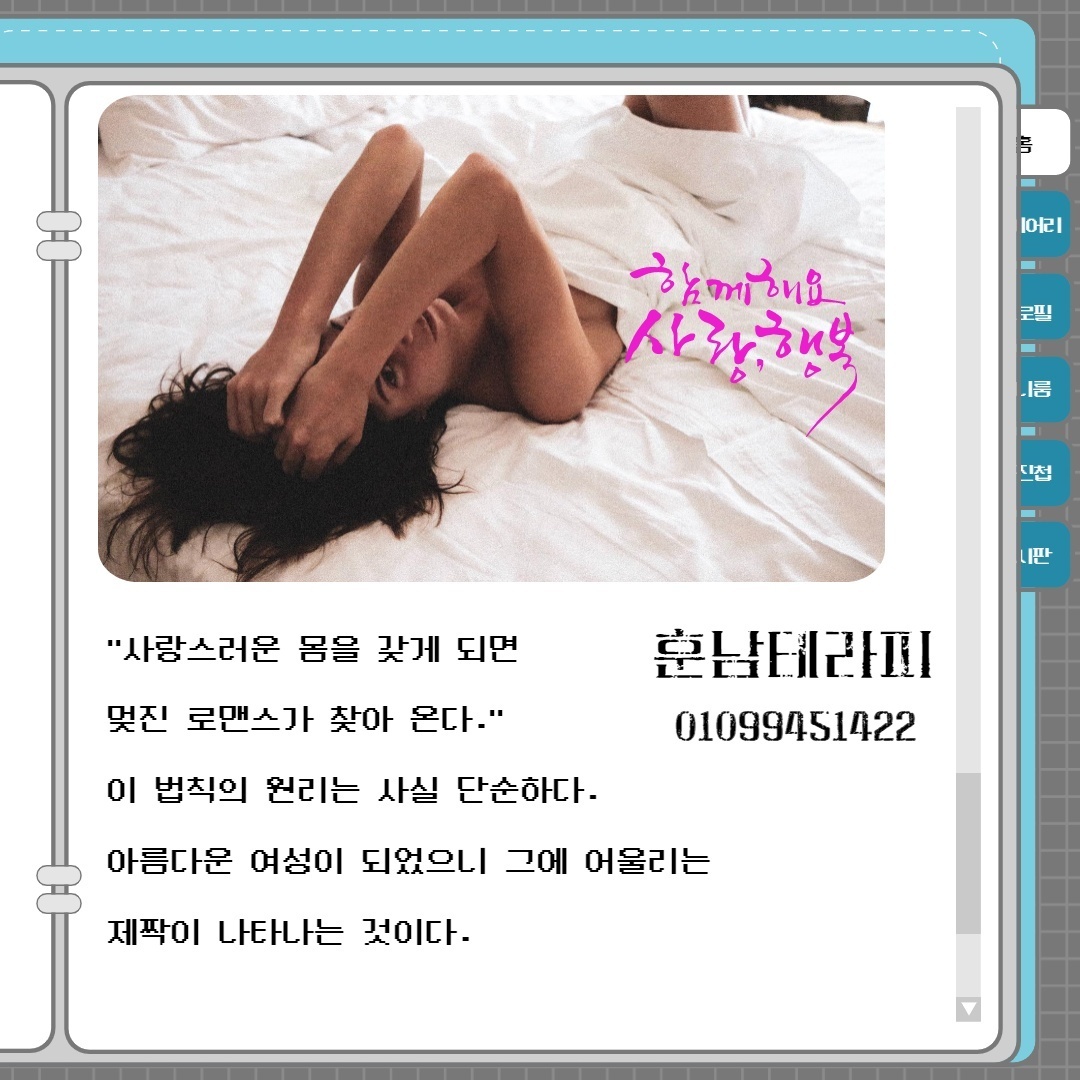 홈
함께해요
사랑,행복
"사랑스러운 몸을 갖게 되면
멋진 로맨스가 찾아 온다."
이 법칙의 원리는 사실 단순하다.
아름다운 여성이 되었으니 그에 어울리는
제짝이 나타나는 것이다.
훈남테라피
01099451422